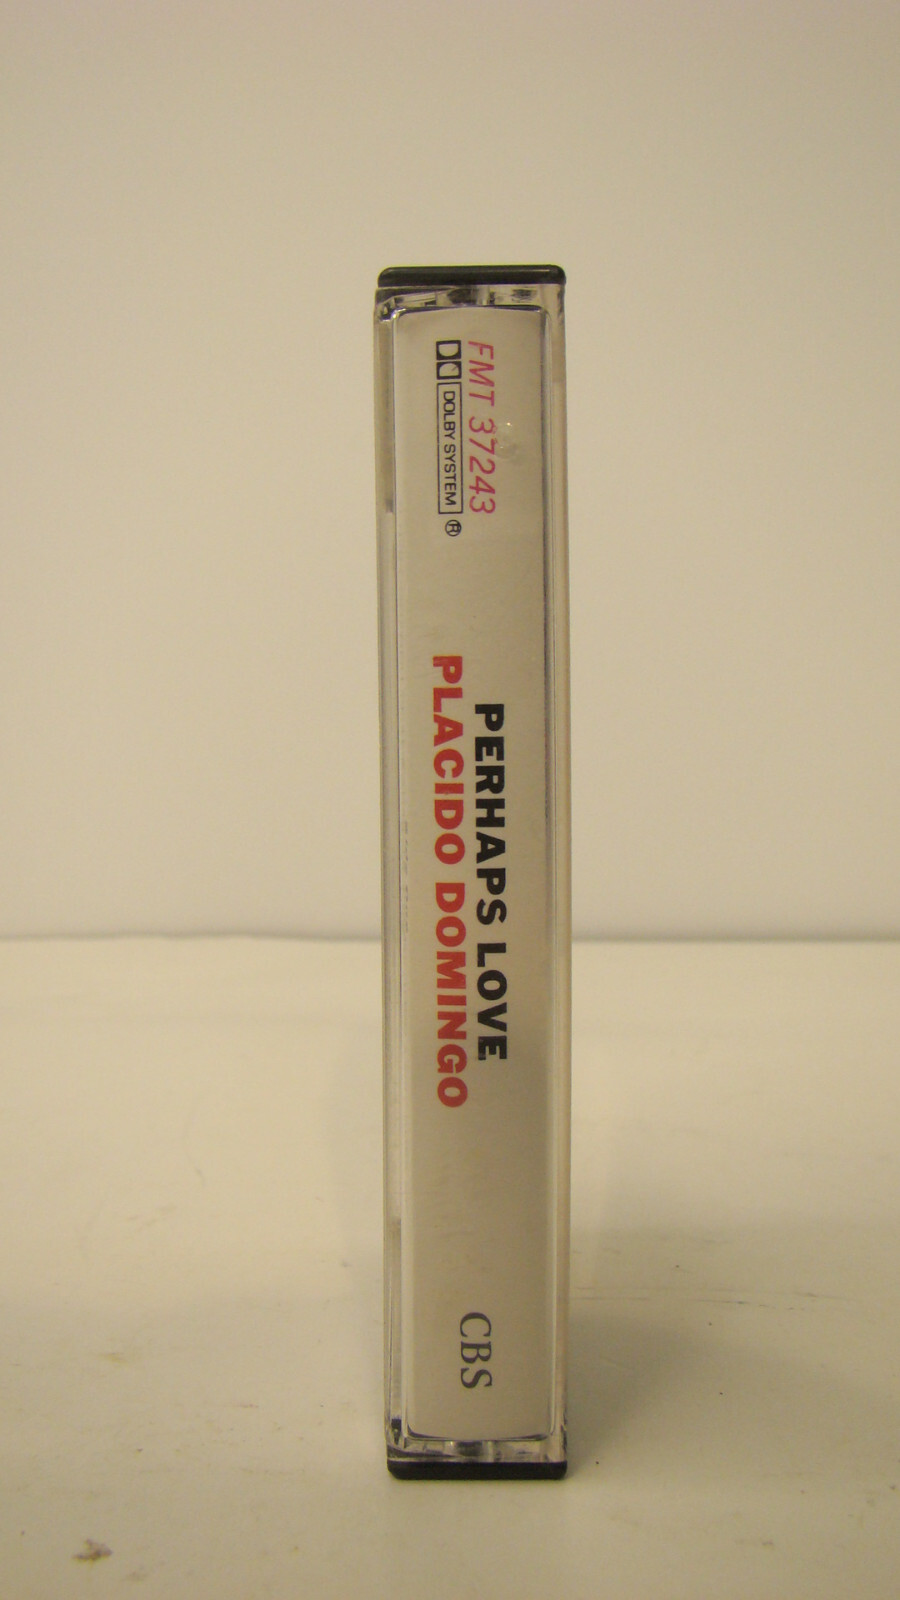 FMT 37243
DOLBY SYSTEM ®
PERHAPS LOVE
PLACIDO DOMINGO
CBS